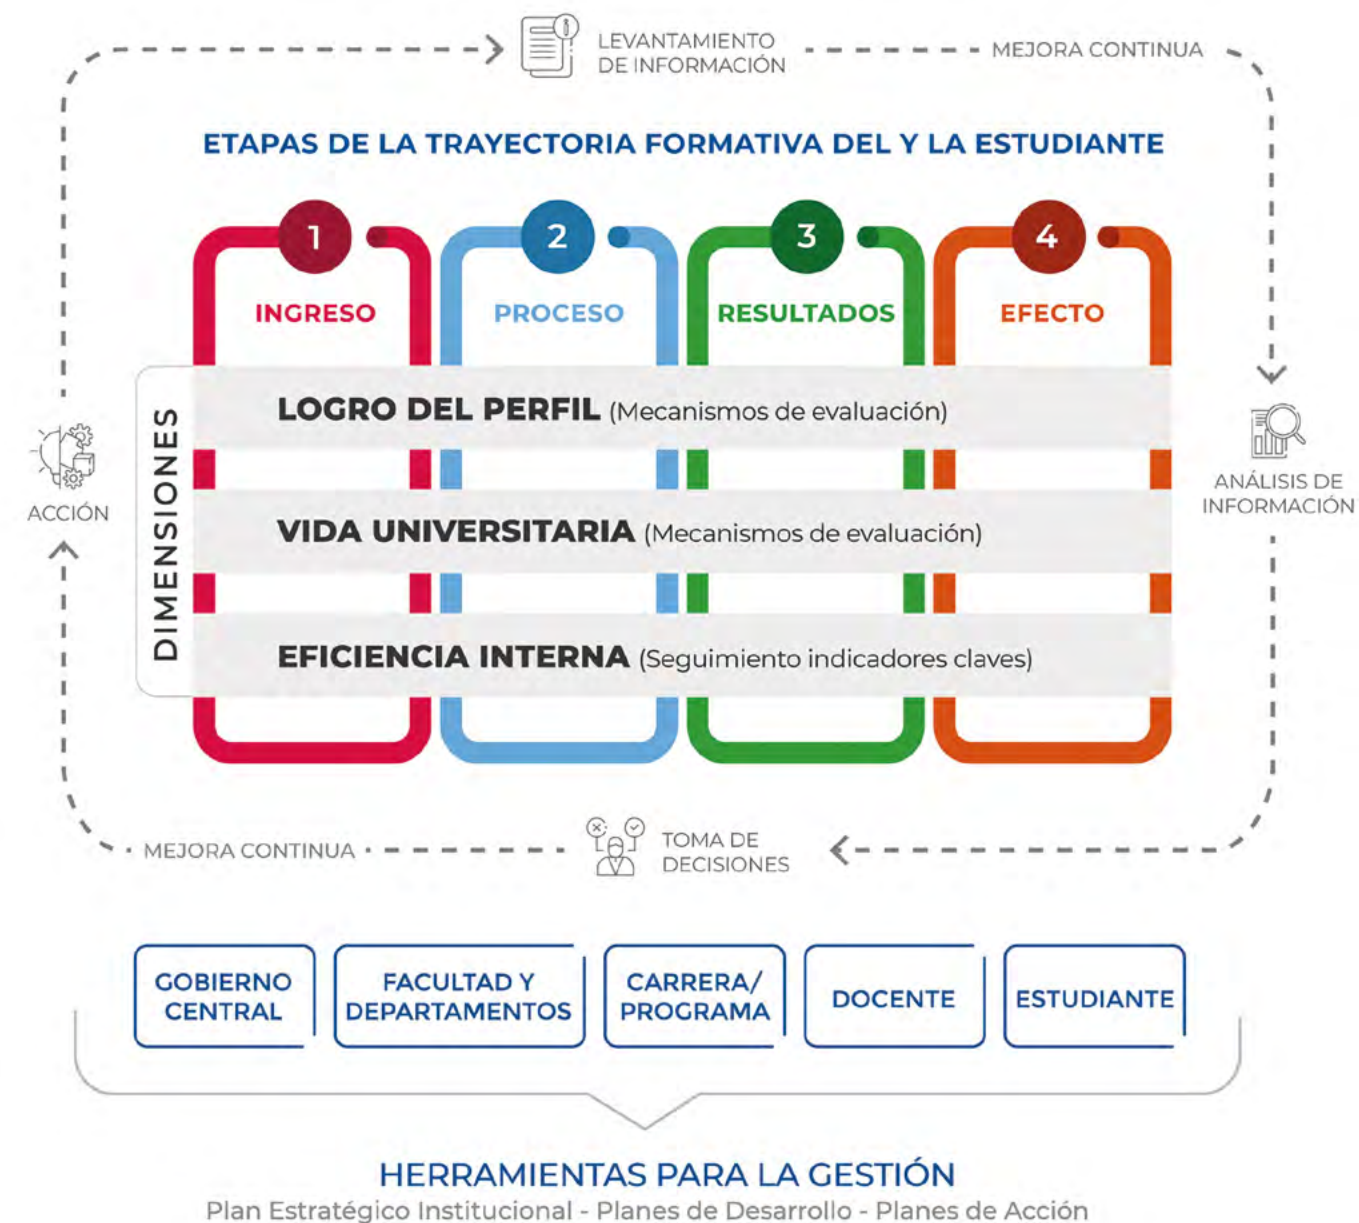 LEVANTAMIENTO
DE INFORMACIÓN
MEJORA CONTINUA
ETAPAS DE LA TRAYECTORIA FORMATIVA DEL Y LA ESTUDIANTE
1
2
3
4
INGRESO
PROCESO
RESULTADOS
EFECTO
DIMENSIONES
LOGRO DEL PERFIL (Mecanismos de evaluación)
VIDA UNIVERSITARIA (Mecanismos de evaluación)
EFICIENCIA INTERNA (Seguimiento indicadores claves)
ACCIÓN
ANÁLISIS DE
INFORMACIÓN
MEJORA CONTINUA
TOMA DE
DECISIONES
GOBIERNO
CENTRAL
FACULTAD Y
DEPARTAMENTOS
CARRERA/
PROGRAMA
DOCENTE
ESTUDIANTE
HERRAMIENTAS PARA LA GESTIÓN
Plan Estratégico Institucional - Planes de Desarrollo - Planes de Acción